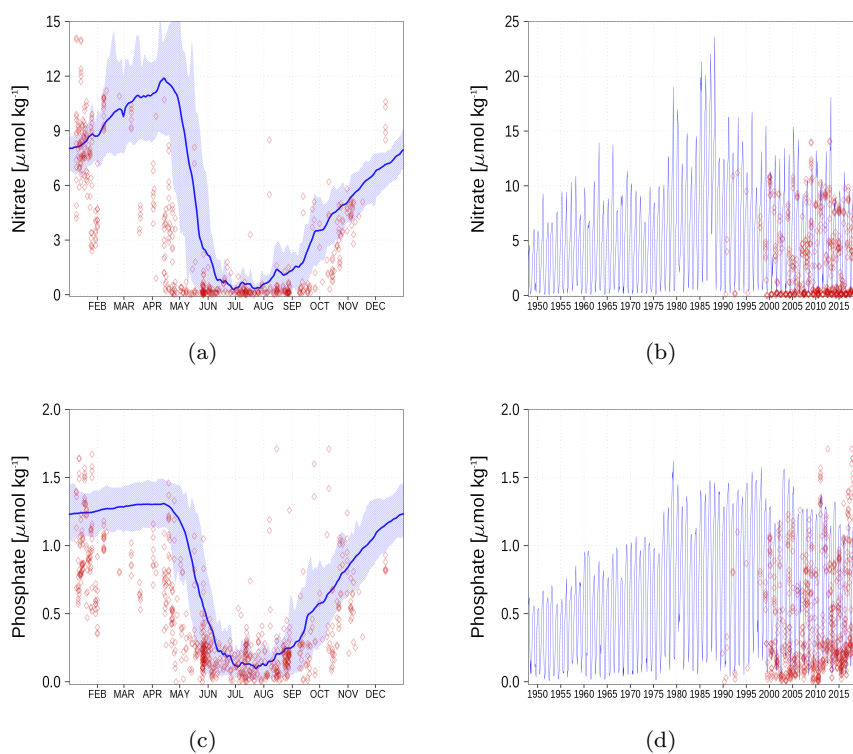 15
12
9
6
3
0
Nitrate [μmol kg⁻¹]
FEB MAR APR MAY JUN JUL AUG SEP OCT NOV DEC
(a)
25
20
15
10
5
0
Nitrate [μmol kg⁻¹]
1950 1955 1960 1965 1970 1975 1980 1985 1990 1995 2000 2005 2010 2015
(b)
2.0
1.5
1.0
0.5
0.0
Phosphate [μmol kg⁻¹]
FEB MAR APR MAY JUN JUL AUG SEP OCT NOV DEC
(c)
2.0
1.5
1.0
0.5
0.0
Phosphate [μmol kg⁻¹]
1950 1955 1960 1965 1970 1975 1980 1985 1990 1995 2000 2005 2010 2015
(d)